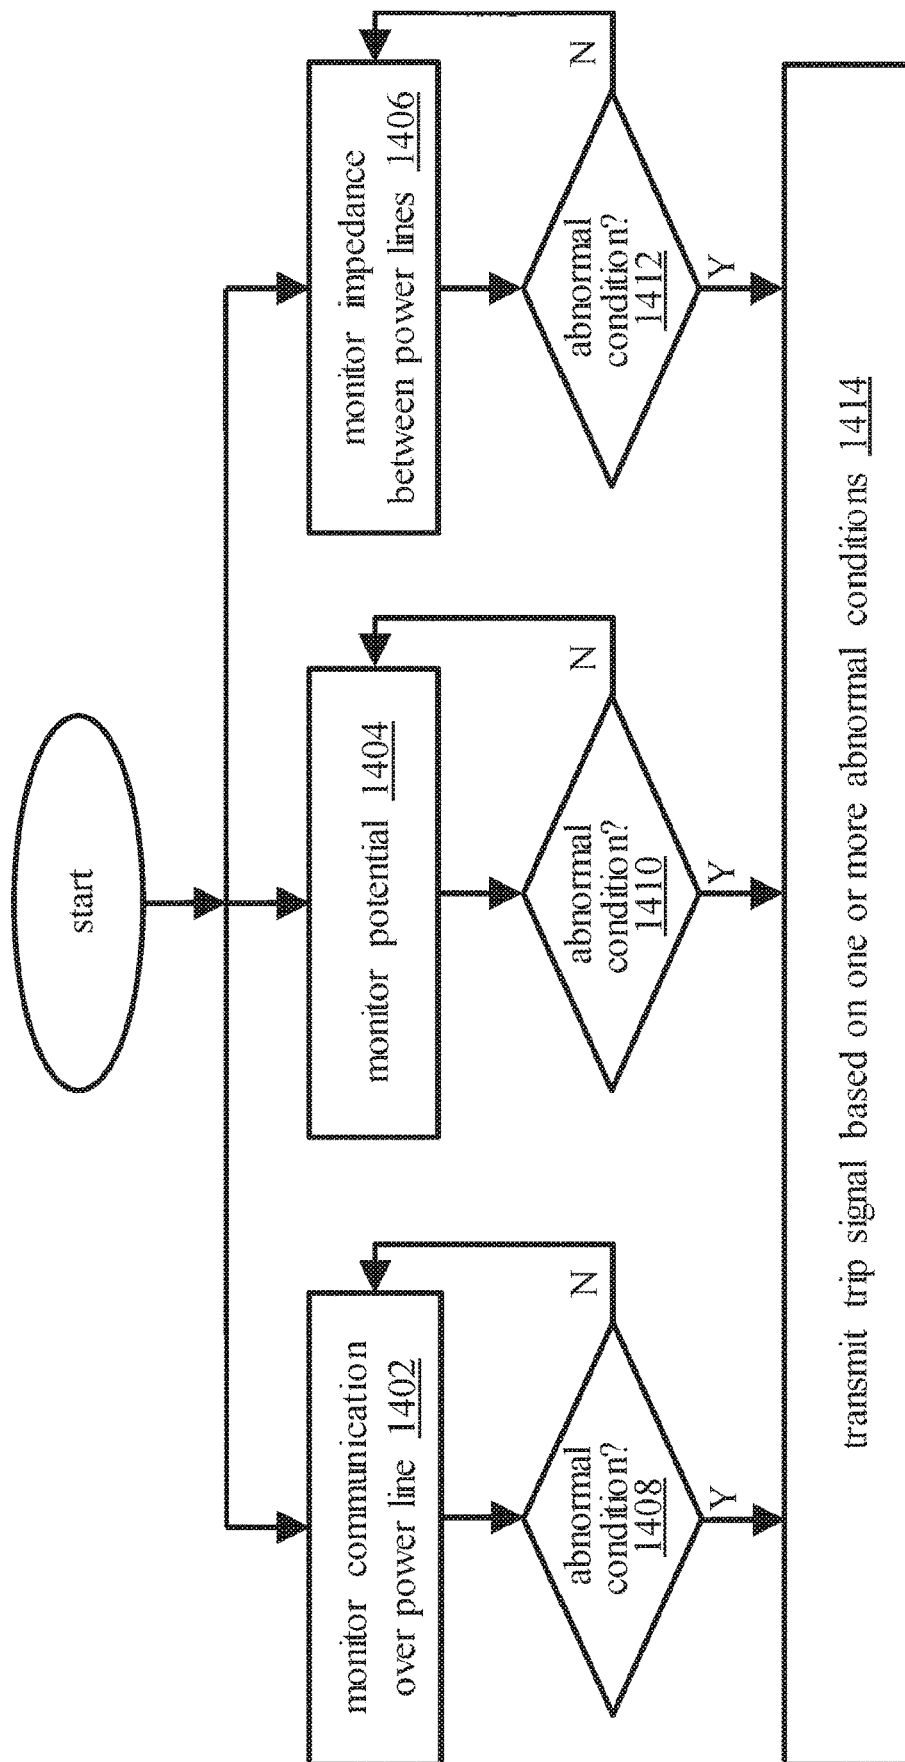 start
monitor communication
over power line 1402
monitor potential 1404
monitor impedance
between power lines 1406
abnormal
condition?
1408
N
Y
abnormal
condition?
1410
N
Y
abnormal
condition?
1412
N
Y
transmit trip signal based on one or more abnormal conditions 1414